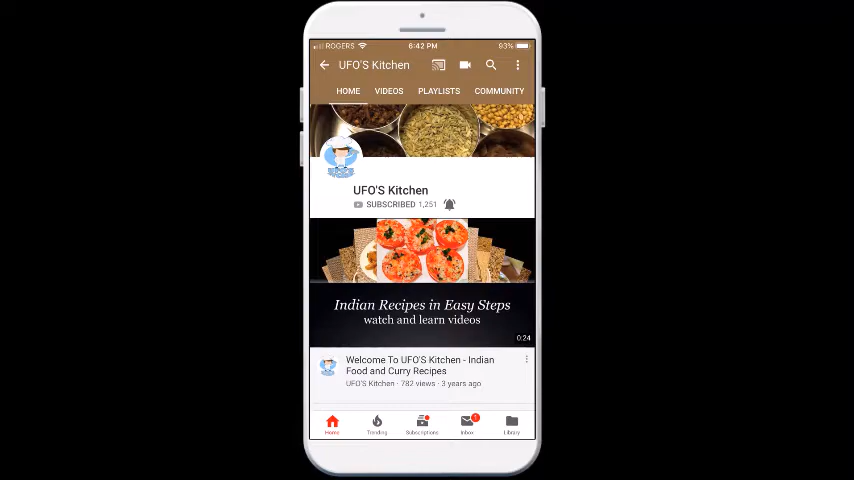 ROGERS 6:42 PM 93%
UFO'S Kitchen
HOME VIDEOS PLAYLISTS COMMUNITY
UFO'S Kitchen
SUBSCRIBED 1,251
Indian Recipes in Easy Steps
watch and learn videos
0:24
Welcome To UFO'S Kitchen - Indian
Food and Curry Recipes
UFO'S Kitchen · 782 views · 3 years ago
Home Trending Subscriptions Inbox Library